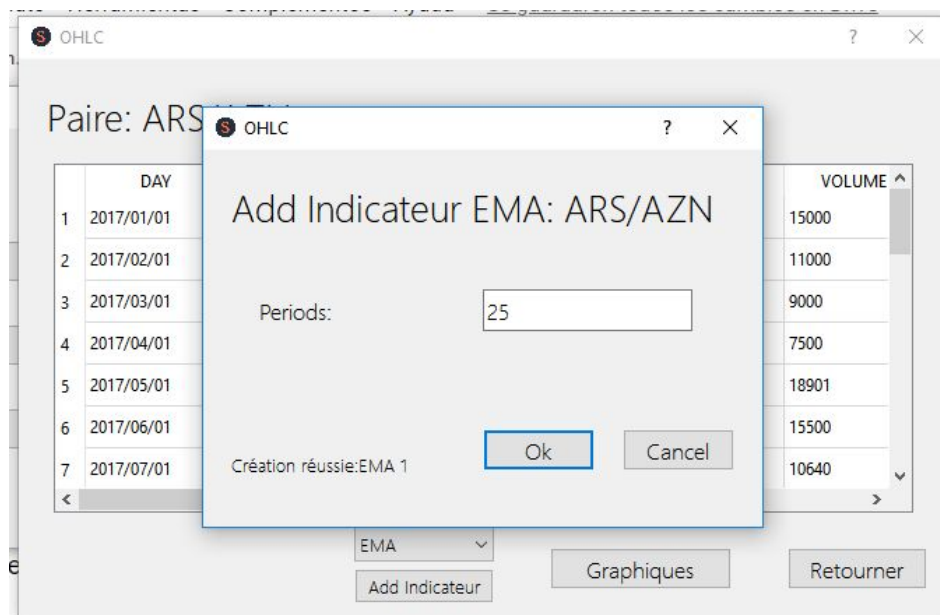 Herramientas Complementos Ayuda
OHLC ?
Paire: ARS
OHLC ?
Add Indicateur EMA: ARS/AZN
Periods: 25
Création réussie:EMA 1
Ok Cancel
DAY VOLUME
1 2017/01/01 15000
2 2017/02/01 11000
3 2017/03/01 9000
4 2017/04/01 7500
5 2017/05/01 18901
6 2017/06/01 15500
7 2017/07/01 10640
EMA
Add Indicateur
Graphiques
Retourner